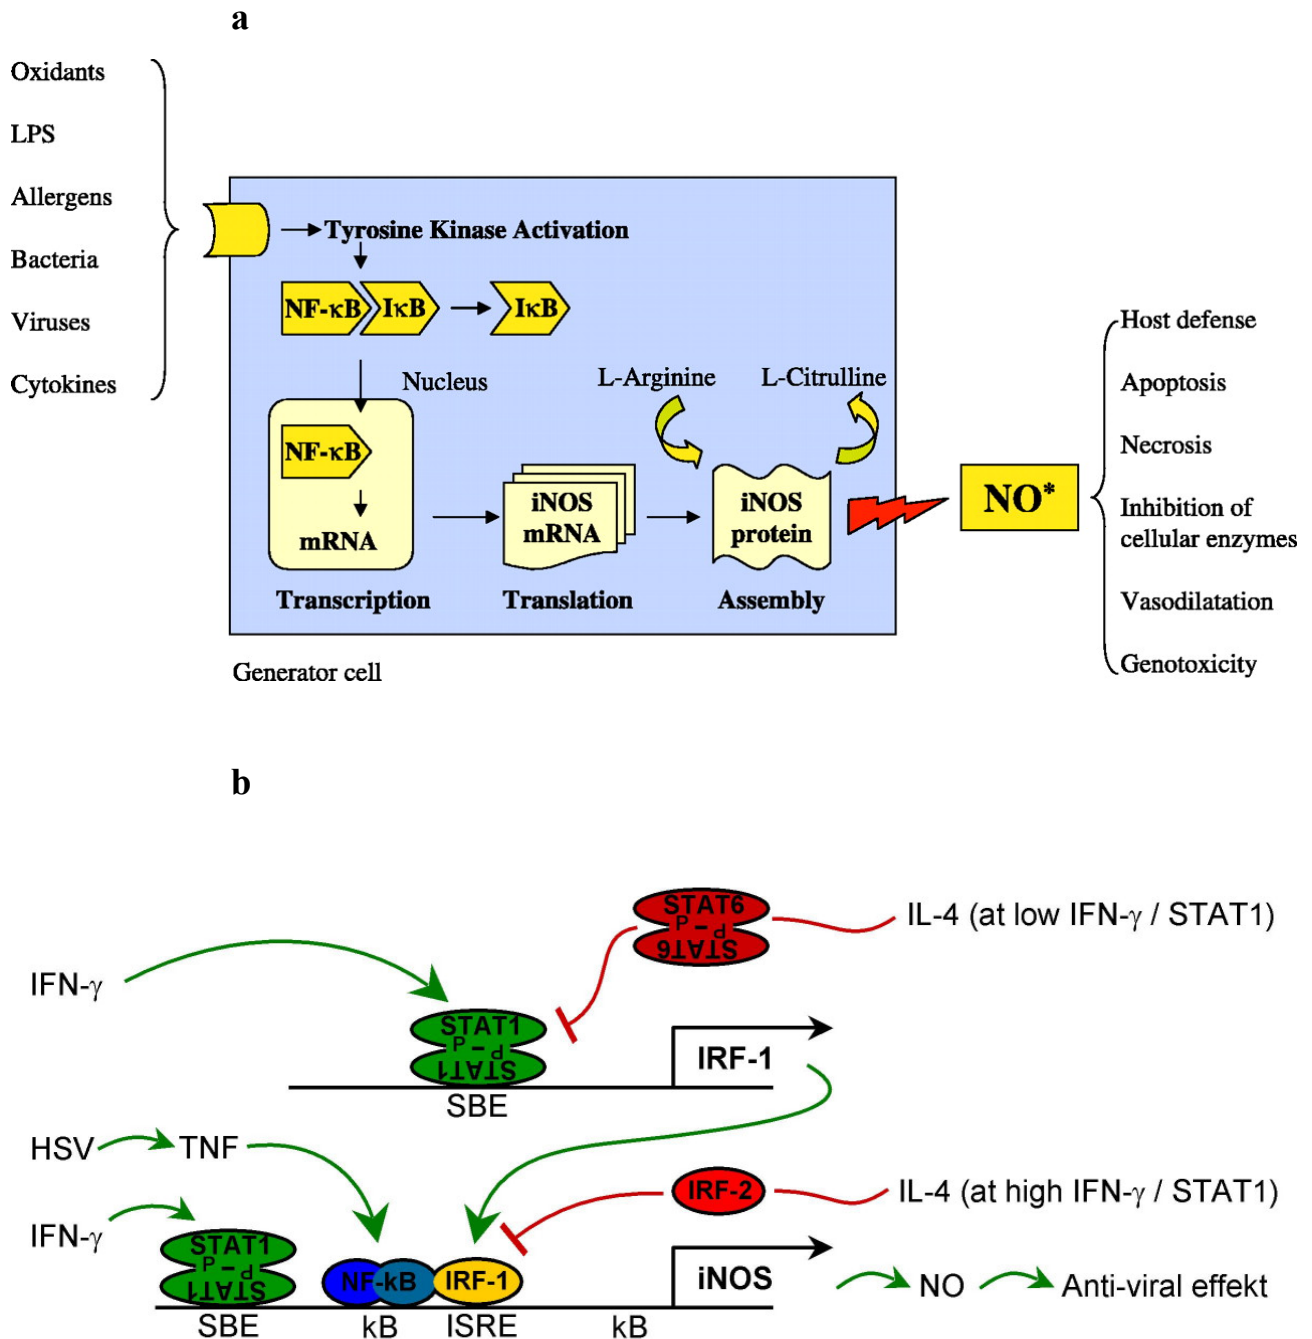 a
Oxidants
LPS
Allergens
Bacteria
Viruses
Cytokines
Tyrosine Kinase Activation
NF-κB IκB IκB
Nucleus
L-Arginine L-Citrulline
NF-κB
mRNA
iNOS
mRNA
iNOS
protein
NO*
Transcription Translation Assembly
Generator cell
Host defense
Apoptosis
Necrosis
Inhibition of
cellular enzymes
Vasodilatation
Genotoxicity
b
STAT6
P – P
STAT6
IL-4 (at low IFN-γ / STAT1)
IFN-γ
STAT1
P – P
STAT1
IRF-1
SBE
HSV TNF
IRF-2
IL-4 (at high IFN-γ / STAT1)
IFN-γ
STAT1
P – P
STAT1
NF-kB IRF-1
iNOS
NO Anti-viral effekt
SBE kB ISRE kB